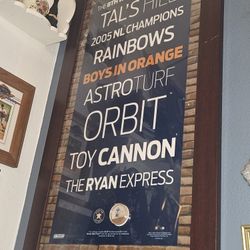 TAL'S HILL
2005 NL CHAMPIONS
RAINBOWS
BOYS IN ORANGE
ASTROTURF
ORBIT
TOY CANNON
THE RYAN EXPRESS